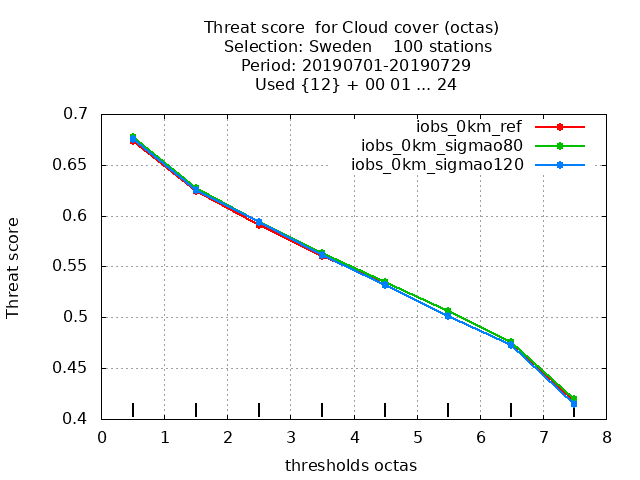 Threat score  for Cloud cover (octas)
Selection: Sweden    100 stations
Period: 20190701-20190729
Used {12} + 00 01 ... 24
iobs_0km_ref
iobs_0km_sigmao80
iobs_0km_sigmao120
0.7
0.65
0.6
0.55
0.5
0.45
0.4
Threat score
0 1 2 3 4 5 6 7 8
thresholds octas